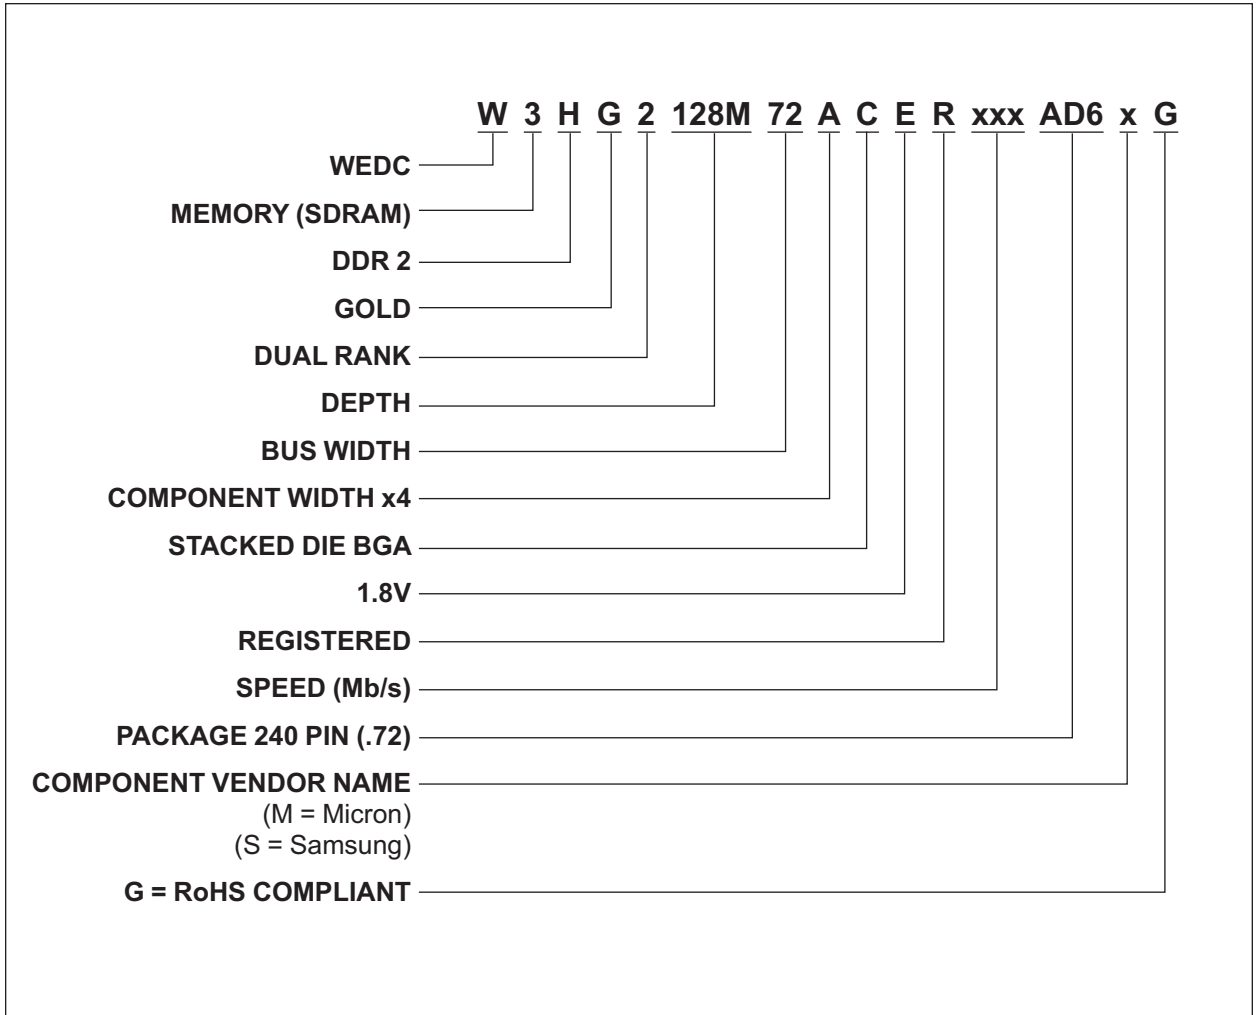 W 3 H G 2 128M 72 A C E R xxx AD6 x G
WEDC
MEMORY (SDRAM)
DDR 2
GOLD
DUAL RANK
DEPTH
BUS WIDTH
COMPONENT WIDTH x4
STACKED DIE BGA
1.8V
REGISTERED
SPEED (Mb/s)
PACKAGE 240 PIN (.72)
COMPONENT VENDOR NAME
(M = Micron)
(S = Samsung)
G = RoHS COMPLIANT